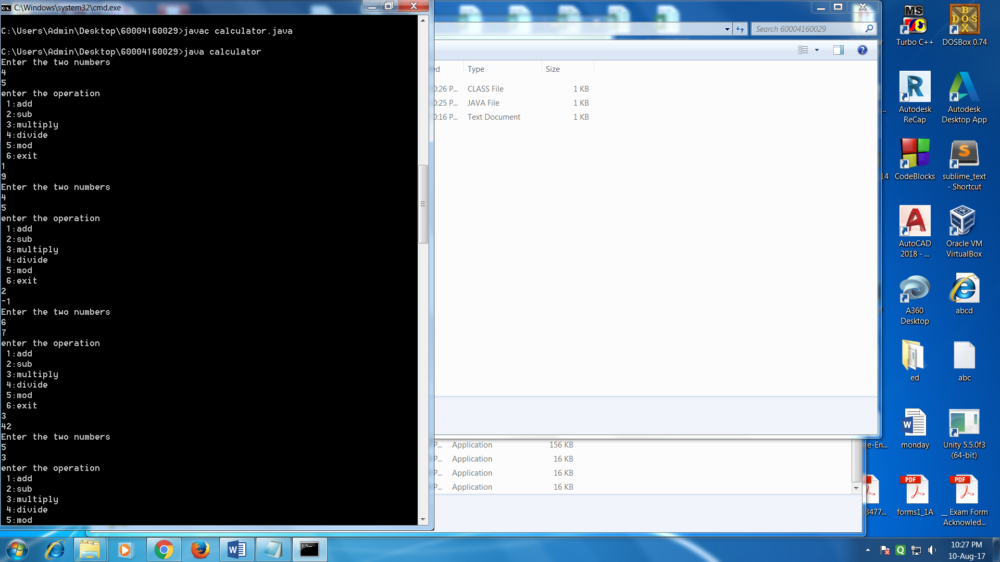 C:\Windows\system32\cmd.exe
C:\Users\Admin\Desktop\60004160029>javac calculator.java
C:\Users\Admin\Desktop\60004160029>java calculator
Enter the two numbers
4
5
enter the operation
1:add
2:sub
3:multiply
4:divide
5:mod
6:exit
1
9
Enter the two numbers
4
5
enter the operation
1:add
2:sub
3:multiply
4:divide
5:mod
6:exit
2
-1
Enter the two numbers
6
7
enter the operation
1:add
2:sub
3:multiply
4:divide
5:mod
6:exit
3
42
Enter the two numbers
5
3
enter the operation
1:add
2:sub
3:multiply
4:divide
5:mod
Search 60004160029
ed Type Size
0:26 P... CLASS File 1 KB
0:25 P... JAVA File 1 KB
0:16 P... Text Document 1 KB
P... Application 156 KB
P... Application 16 KB
P... Application 16 KB
P... Application 16 KB
MS
Turbo C++
BOX
DOS
DOSBox 0.74
Autodesk
ReCap
Autodesk
Desktop App
14
CodeBlocks
sublime_text
- Shortcut
AutoCAD
2018 - ...
Oracle VM
VirtualBox
A360
Desktop
abcd
ed
abc
e-En...
monday
Unity 5.5.0f3
(64-bit)
3477...
PDF
forms1_1A
PDF
__ Exam Form
Acknowled...
10:27 PM
10-Aug-17